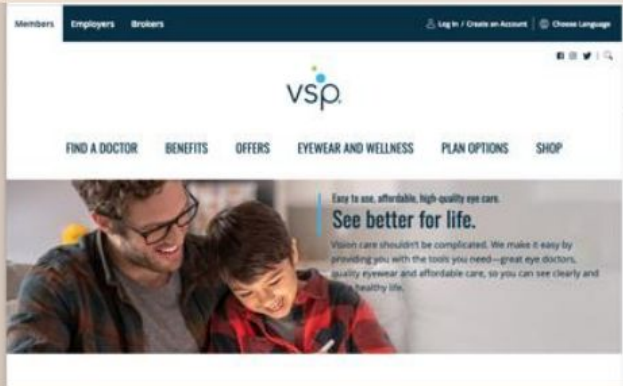 Members Employers Brokers Log In / Create an Account Choose Language
vsp.
FIND A DOCTOR BENEFITS OFFERS EYEWEAR AND WELLNESS PLAN OPTIONS SHOP
Easy to use, affordable, high-quality eye care.
See better for life.
Vision care shouldn't be complicated. We make it easy by
providing you with the tools you need—great eye doctors,
quality eyewear and affordable care, so you can see clearly and
healthy life.